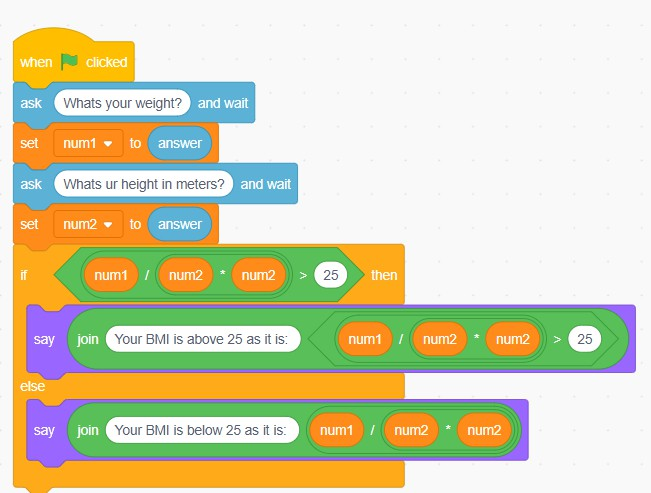 when clicked
ask Whats your weight? and wait
set num1 to answer
ask Whats ur height in meters? and wait
set num2 to answer
if num1 / num2 * num2 > 25 then
say join Your BMI is above 25 as it is: num1 / num2 * num2 > 25
else
say join Your BMI is below 25 as it is: num1 / num2 * num2